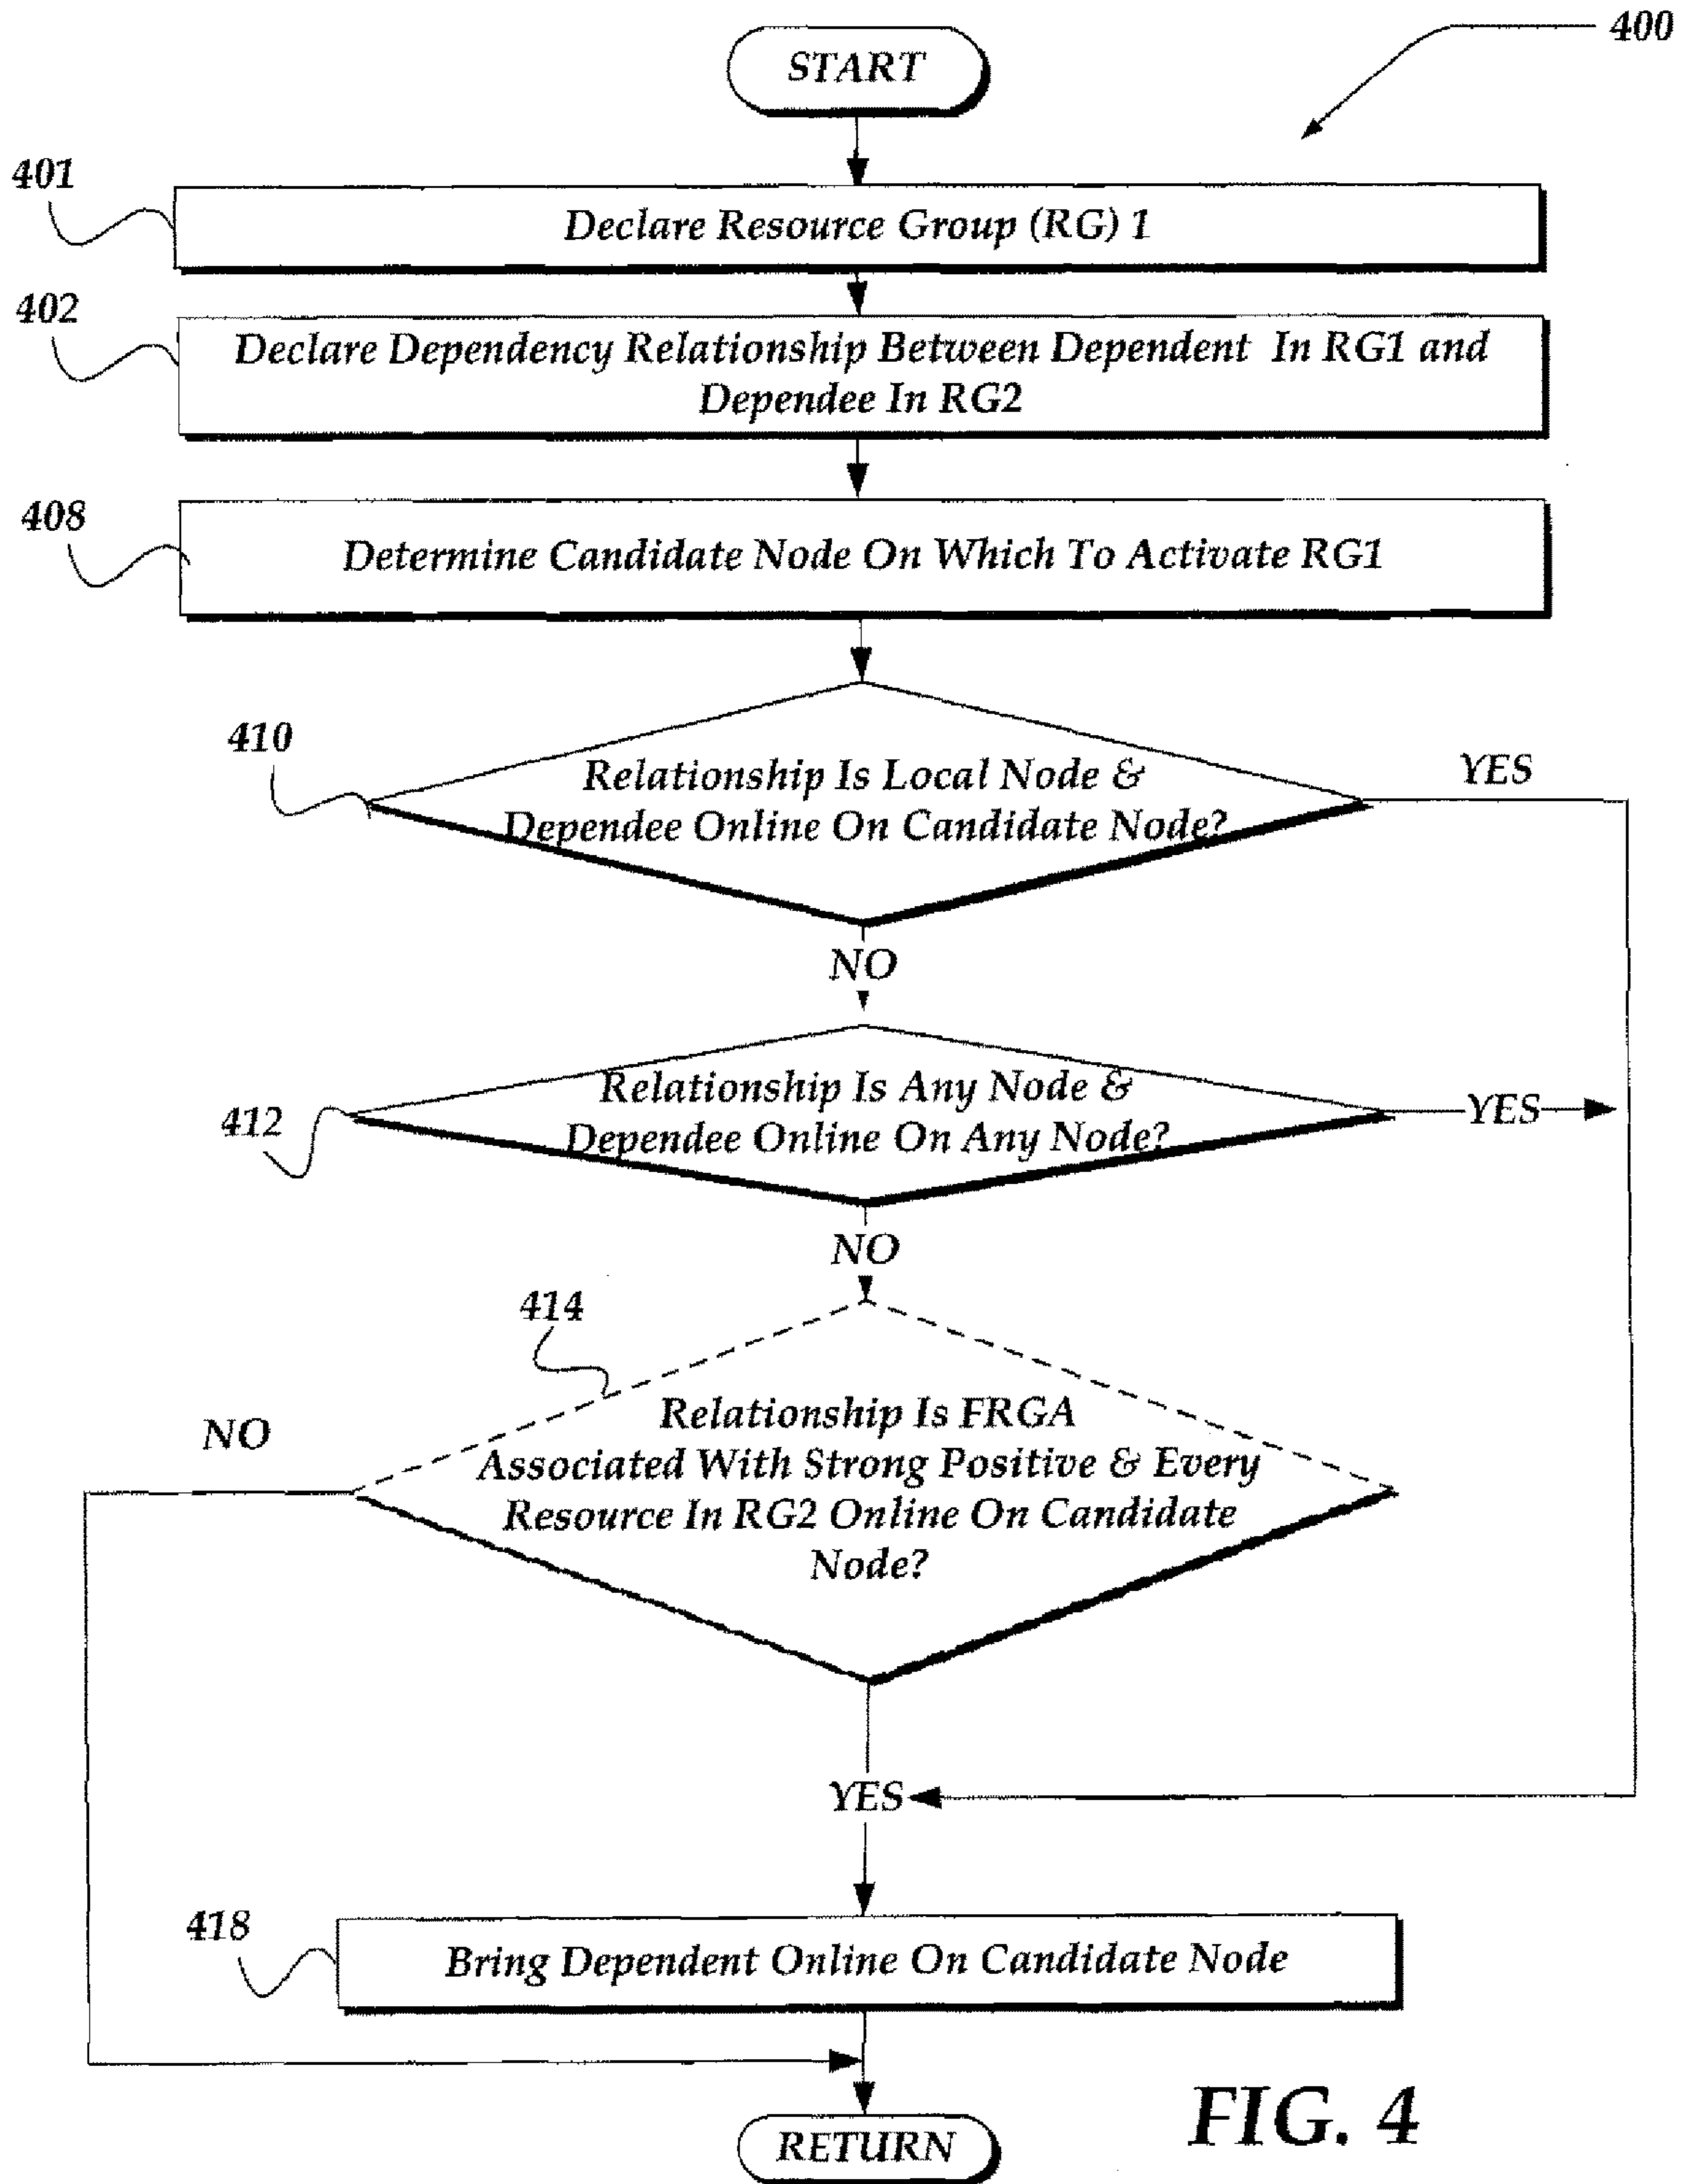 400
START
401
Declare Resource Group (RG) 1
402
Declare Dependency Relationship Between Dependent In RG1 and
Dependee In RG2
408
Determine Candidate Node On Which To Activate RG1
410
Relationship Is Local Node &
Dependee Online On Candidate Node?
YES
NO
412
Relationship Is Any Node &
Dependee Online On Any Node?
YES
NO
414
NO
Relationship Is FRGA
Associated With Strong Positive & Every
Resource In RG2 Online On Candidate
Node?
YES
418
Bring Dependent Online On Candidate Node
RETURN
FIG. 4